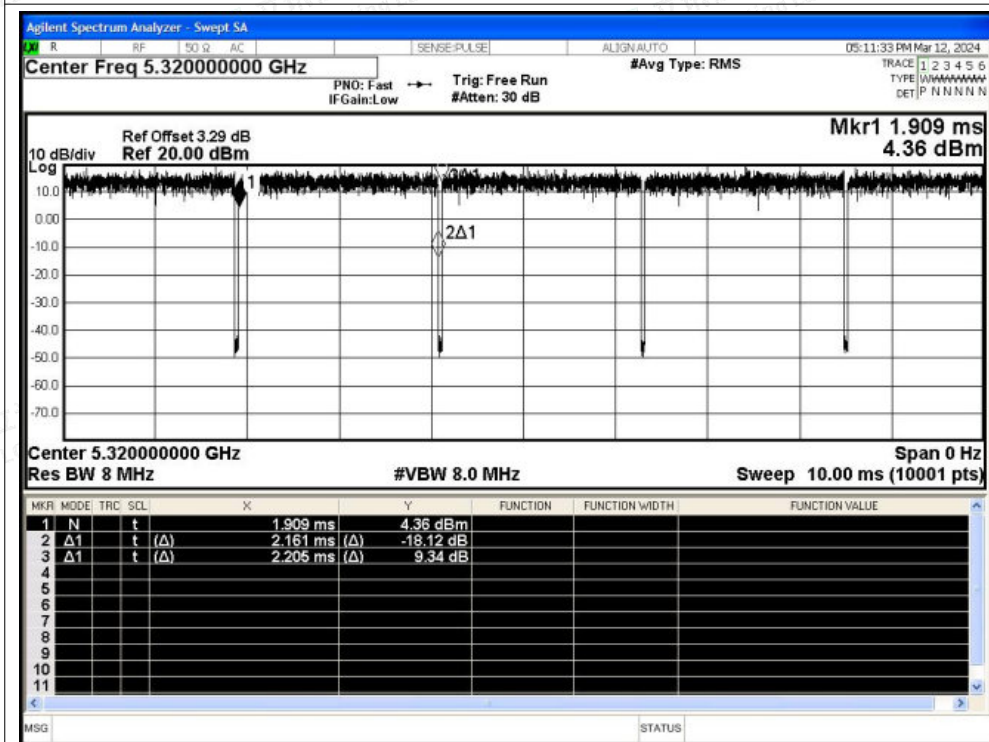 Agilent Spectrum Analyzer - Swept SA
LXI R RF 50 Ω AC SENSE:PULSE ALIGN AUTO 05:11:33 PM Mar 12, 2024
Center Freq 5.320000000 GHz #Avg Type: RMS TRACE 1 2 3 4 5 6
PNO: Fast Trig: Free Run TYPE WWWWWW
IFGain:Low #Atten: 30 dB DET P N N N N N
Mkr1 1.909 ms
Ref Offset 3.29 dB
10 dB/div Ref 20.00 dBm 4.36 dBm
Log
10.0
1
3Δ1
0.00
2Δ1
-10.0
-20.0
-30.0
-40.0
-50.0
-60.0
-70.0
Center 5.320000000 GHz Span 0 Hz
Res BW 8 MHz #VBW 8.0 MHz Sweep 10.00 ms (10001 pts)
MKR MODE TRC SCL X Y FUNCTION FUNCTION WIDTH FUNCTION VALUE
1 N t 1.909 ms 4.36 dBm
2 Δ1 t (Δ) 2.161 ms (Δ) -18.12 dB
3 Δ1 t (Δ) 2.205 ms (Δ) 9.34 dB
4
5
6
7
8
9
10
11
MSG STATUS